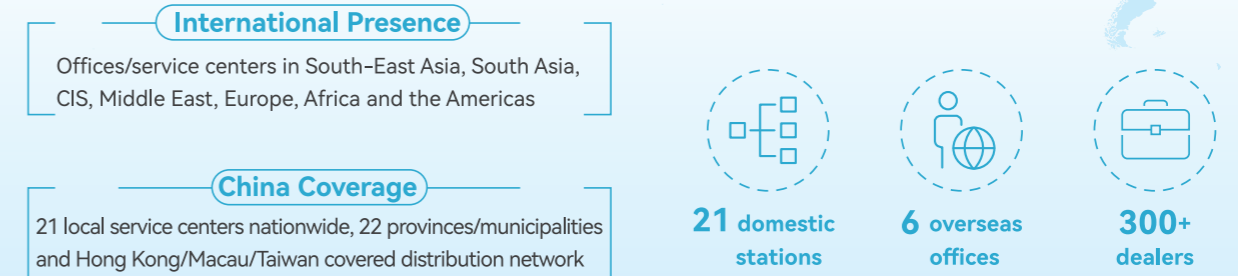 International Presence
Offices/service centers in South-East Asia, South Asia,
CIS, Middle East, Europe, Africa and the Americas
China Coverage
21 local service centers nationwide, 22 provinces/municipalities
and Hong Kong/Macau/Taiwan covered distribution network
21 domestic
stations
6 overseas
offices
300+
dealers